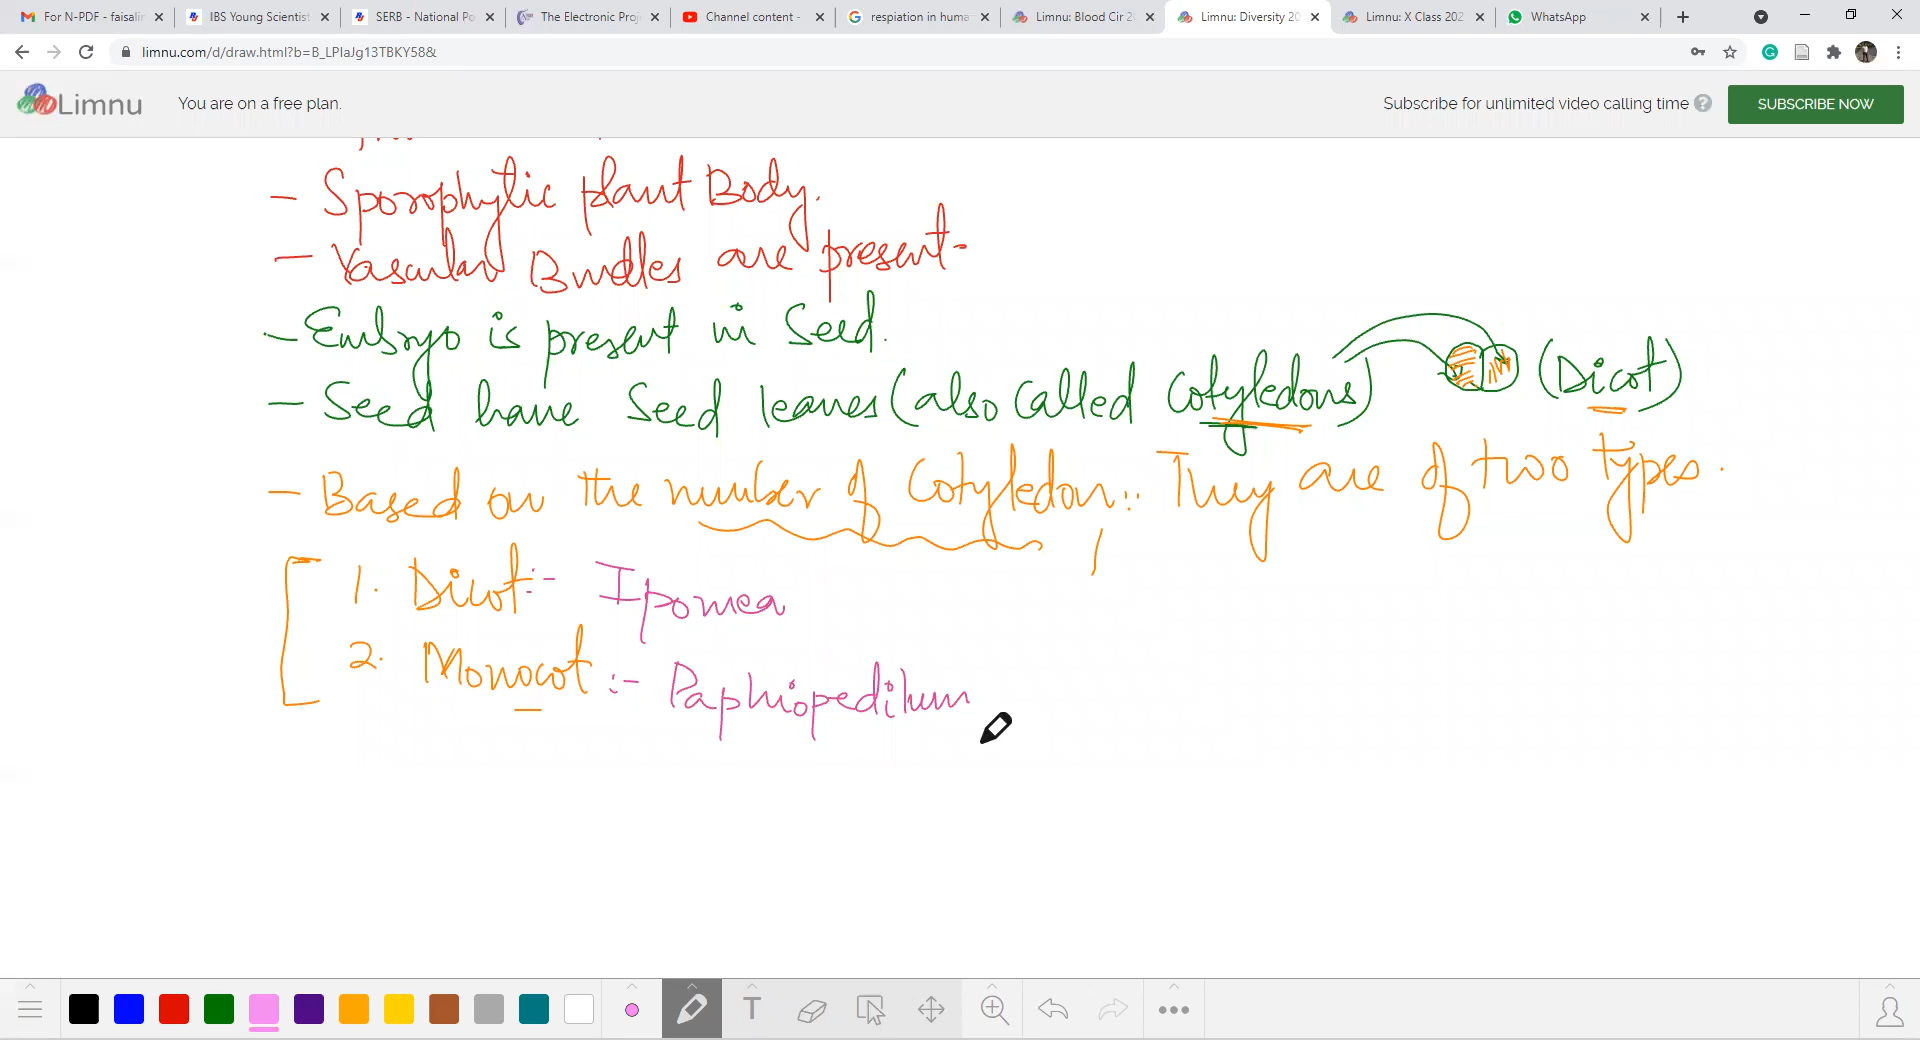 For N-PDF - faisalir
IBS Young Scientist
SERB - National Po
The Electronic Proj
Channel content -
respiation in huma
Limnu: Blood Cir 2
Limnu: Diversity 20
Limnu: X Class 202
WhatsApp
limnu.com/d/draw.html?b=B_LPIaJg13TBKY58&
Limnu
You are on a free plan.
Subscribe for unlimited video calling time ?
SUBSCRIBE NOW
- Sporophytic plant Body.
- Vascular Bundles are present-
- Embryo is present in Seed.
- Seed have Seed leaves (also called Cotyledons) (Dicot)
- Based on the number of Cotyledon:: They are of two types.
1. Dicot:- Ipomea
2. Monocot:- Paphiopedilum
T